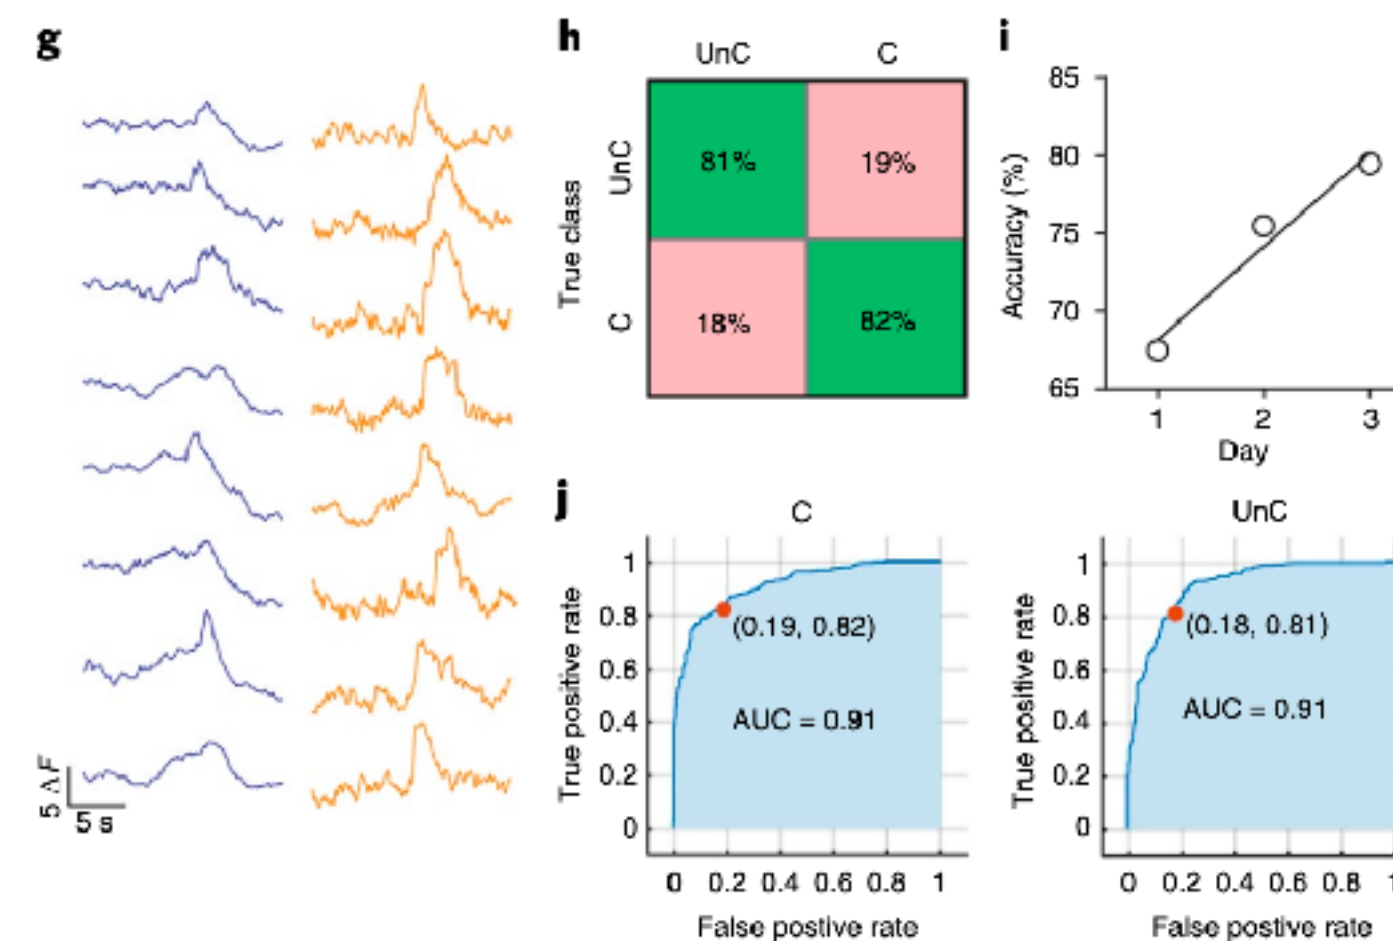 g
5 ΔF
5 s
h
UnC C
True class
UnC
C
81% 19%
18% 82%
i
Accuracy (%)
85
80
75
70
65
1 2 3
Day
j
C
True positive rate
1
0.8
0.6
0.4
0.2
0
(0.19, 0.82)
AUC = 0.91
0 0.2 0.4 0.6 0.8 1
False postive rate
UnC
True positive rate
1
0.8
0.6
0.4
0.2
0
(0.18, 0.81)
AUC = 0.91
0 0.2 0.4 0.6 0.8 1
False postive rate